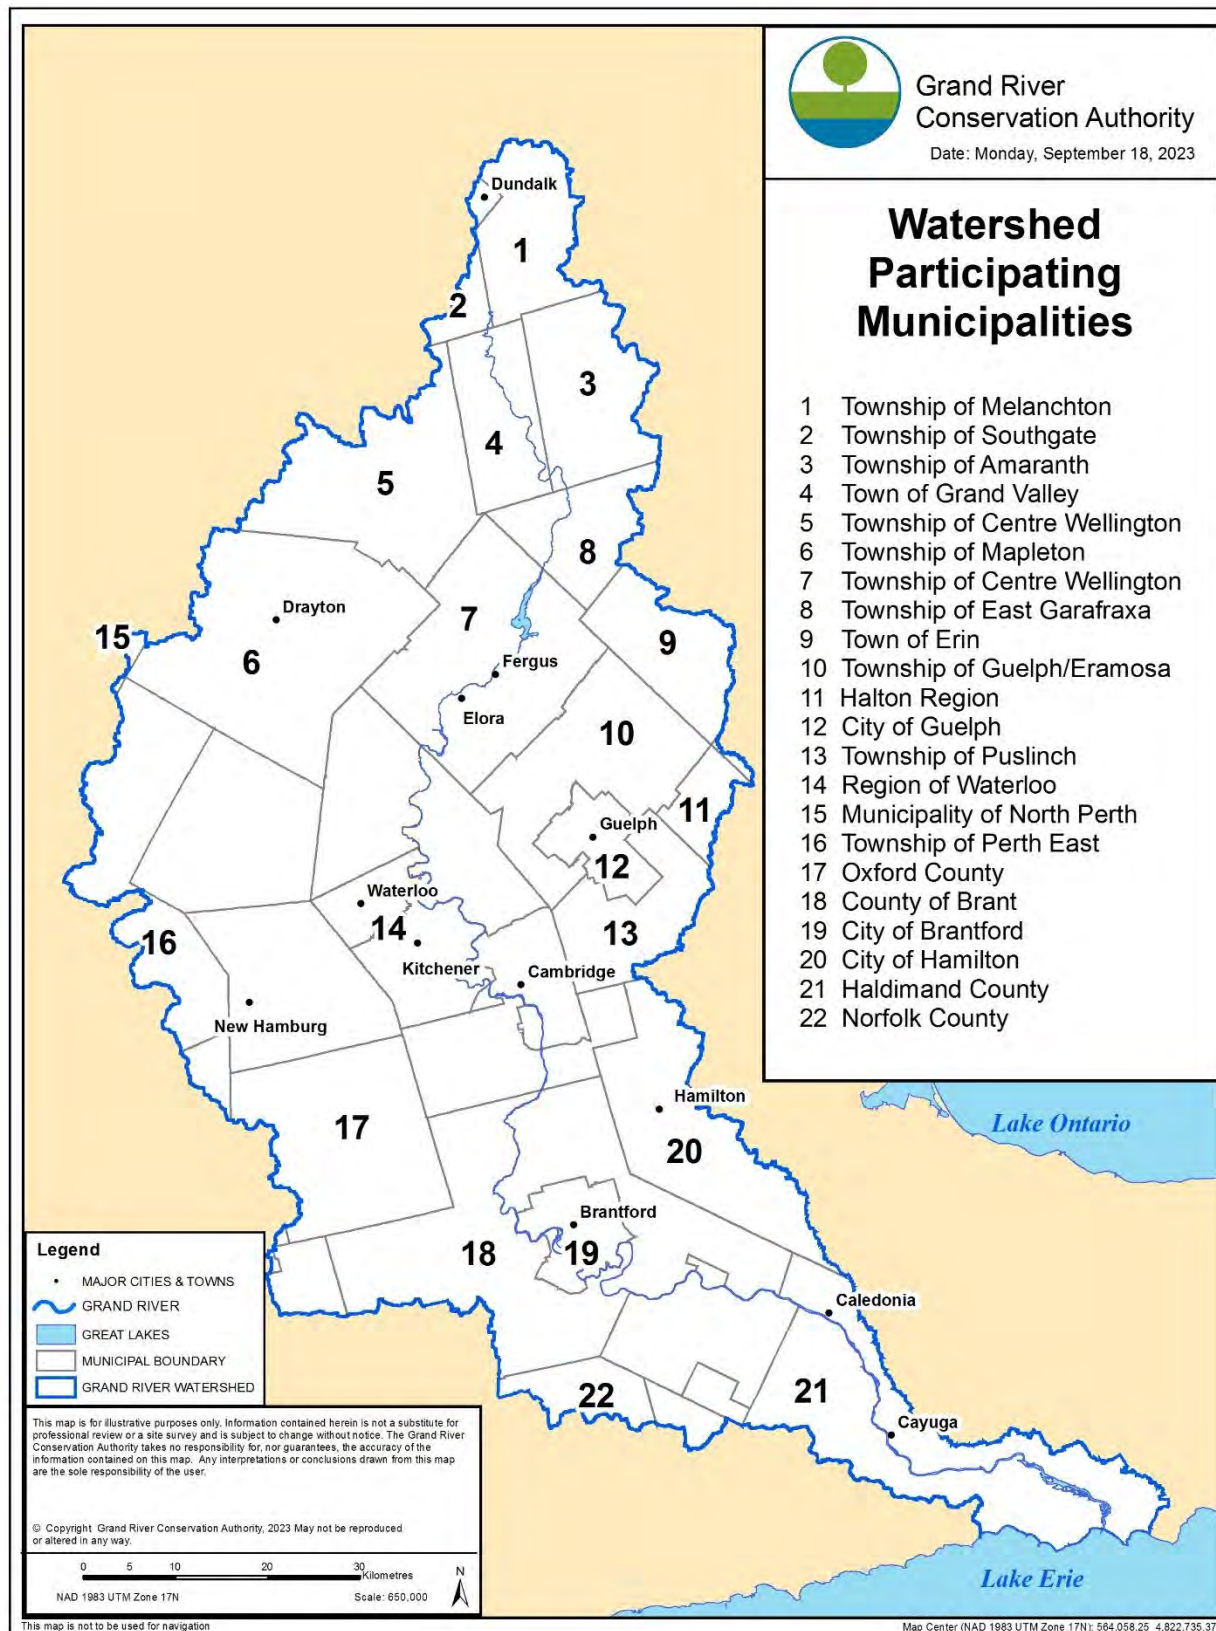 Grand River
Conservation Authority
Date: Monday, September 18, 2023
Watershed
Participating
Municipalities
1 Township of Melanchton
2 Township of Southgate
3 Township of Amaranth
4 Town of Grand Valley
5 Township of Centre Wellington
6 Township of Mapleton
7 Township of Centre Wellington
8 Township of East Garafraxa
9 Town of Erin
10 Township of Guelph/Eramosa
11 Halton Region
12 City of Guelph
13 Township of Puslinch
14 Region of Waterloo
15 Municipality of North Perth
16 Township of Perth East
17 Oxford County
18 County of Brant
19 City of Brantford
20 City of Hamilton
21 Haldimand County
22 Norfolk County
Dundalk
1
2
3
4
5
8
Drayton
7
15
9
6
Fergus
Elora
10
11
Guelph
12
Waterloo
14
13
16
Kitchener
Cambridge
New Hamburg
Hamilton
Lake Ontario
17
20
Brantford
18
19
Caledonia
22
21
Cayuga
Lake Erie
Legend
MAJOR CITIES & TOWNS
GRAND RIVER
GREAT LAKES
MUNICIPAL BOUNDARY
GRAND RIVER WATERSHED
This map is for illustrative purposes only. Information contained herein is not a substitute for
professional review or a site survey and is subject to change without notice. The Grand River
Conservation Authority takes no responsibility for, nor guarantees, the accuracy of the
information contained on this map. Any interpretations or conclusions drawn from this map
are the sole responsibility of the user.
© Copyright Grand River Conservation Authority, 2023 May not be reproduced
or altered in any way.
0 5 10 20 30
Kilometres
N
NAD 1983 UTM Zone 17N Scale: 650,000
This map is not to be used for navigation
Map Center (NAD 1983 UTM Zone 17N): 564,058.25 4,822,735.37